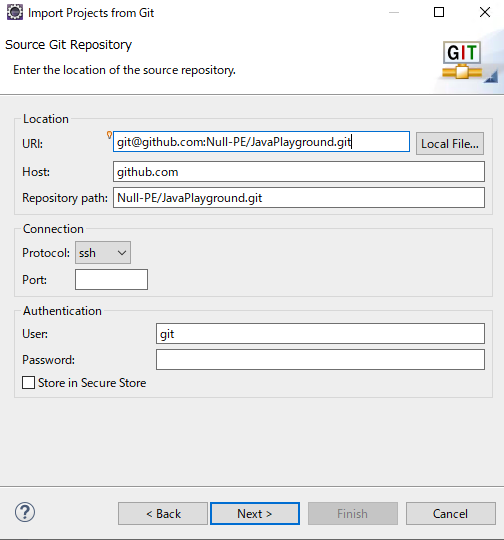 Import Projects from Git
Source Git Repository
Enter the location of the source repository.
GIT
Location
URI: git@github.com:Null-PE/JavaPlayground.git Local File...
Host: github.com
Repository path: Null-PE/JavaPlayground.git
Connection
Protocol: ssh
Port:
Authentication
User: git
Password:
Store in Secure Store
? < Back Next > Finish Cancel